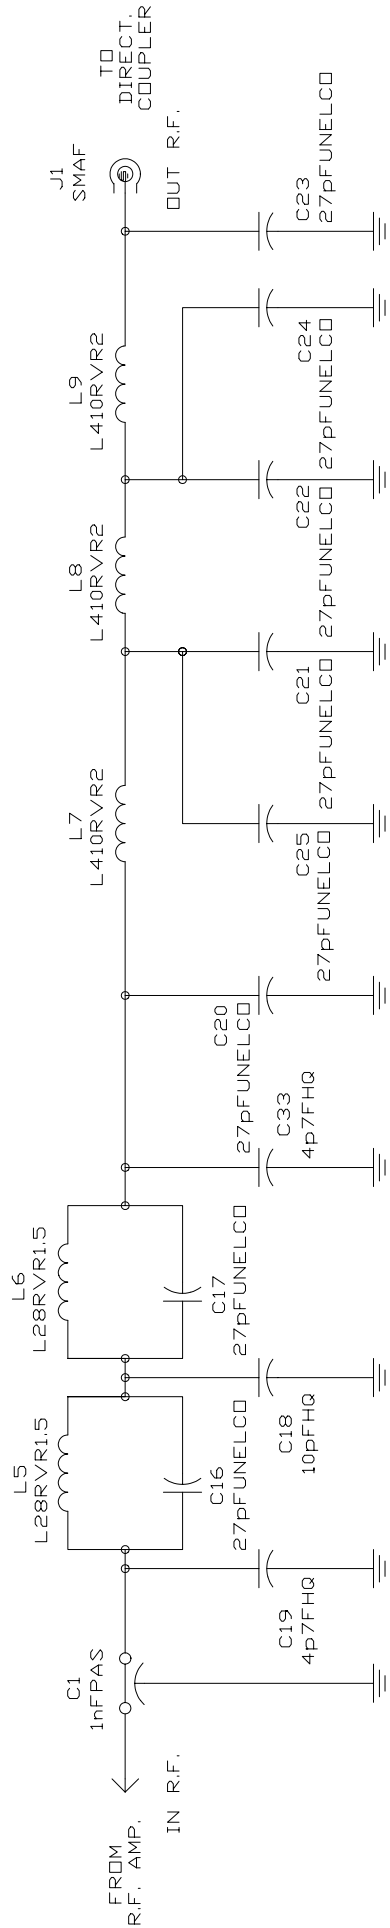 FROM
R.F. AMP.
IN R.F.
C1
1nFPAS
C19
4p7FHQ
L5
L28RVR1.5
C16
27pFUNELCO
C18
10pFHQ
L6
L28RVR1.5
C17
27pFUNELCO
C33
4p7FHQ
C20
27pFUNELCO
L7
L410RVR2
C25
27pFUNELCO
C21
27pFUNELCO
L8
L410RVR2
C22
27pFUNELCO
C24
27pFUNELCO
L9
L410RVR2
C23
27pFUNELCO
J1
SMAF
OUT R.F.
TO
DIRECT.
COUPLER